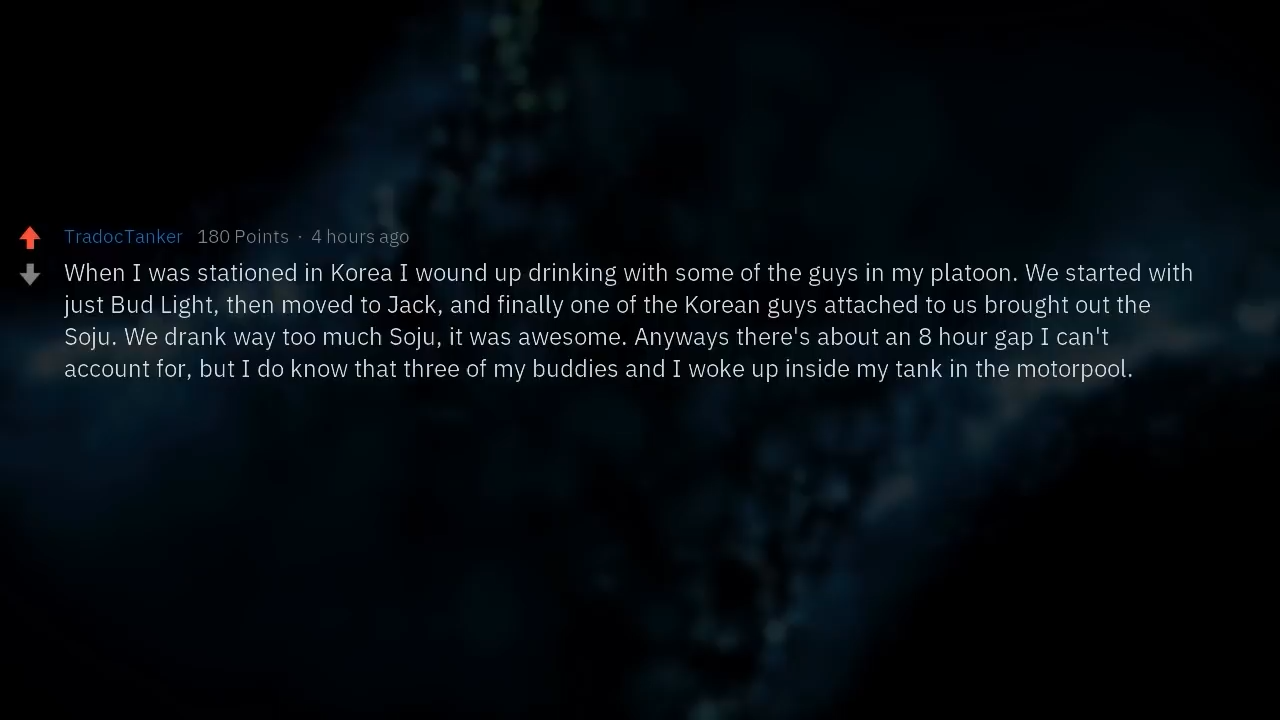 TradocTanker 180 Points · 4 hours ago
When I was stationed in Korea I wound up drinking with some of the guys in my platoon. We started with
just Bud Light, then moved to Jack, and finally one of the Korean guys attached to us brought out the
Soju. We drank way too much Soju, it was awesome. Anyways there's about an 8 hour gap I can't
account for, but I do know that three of my buddies and I woke up inside my tank in the motorpool.